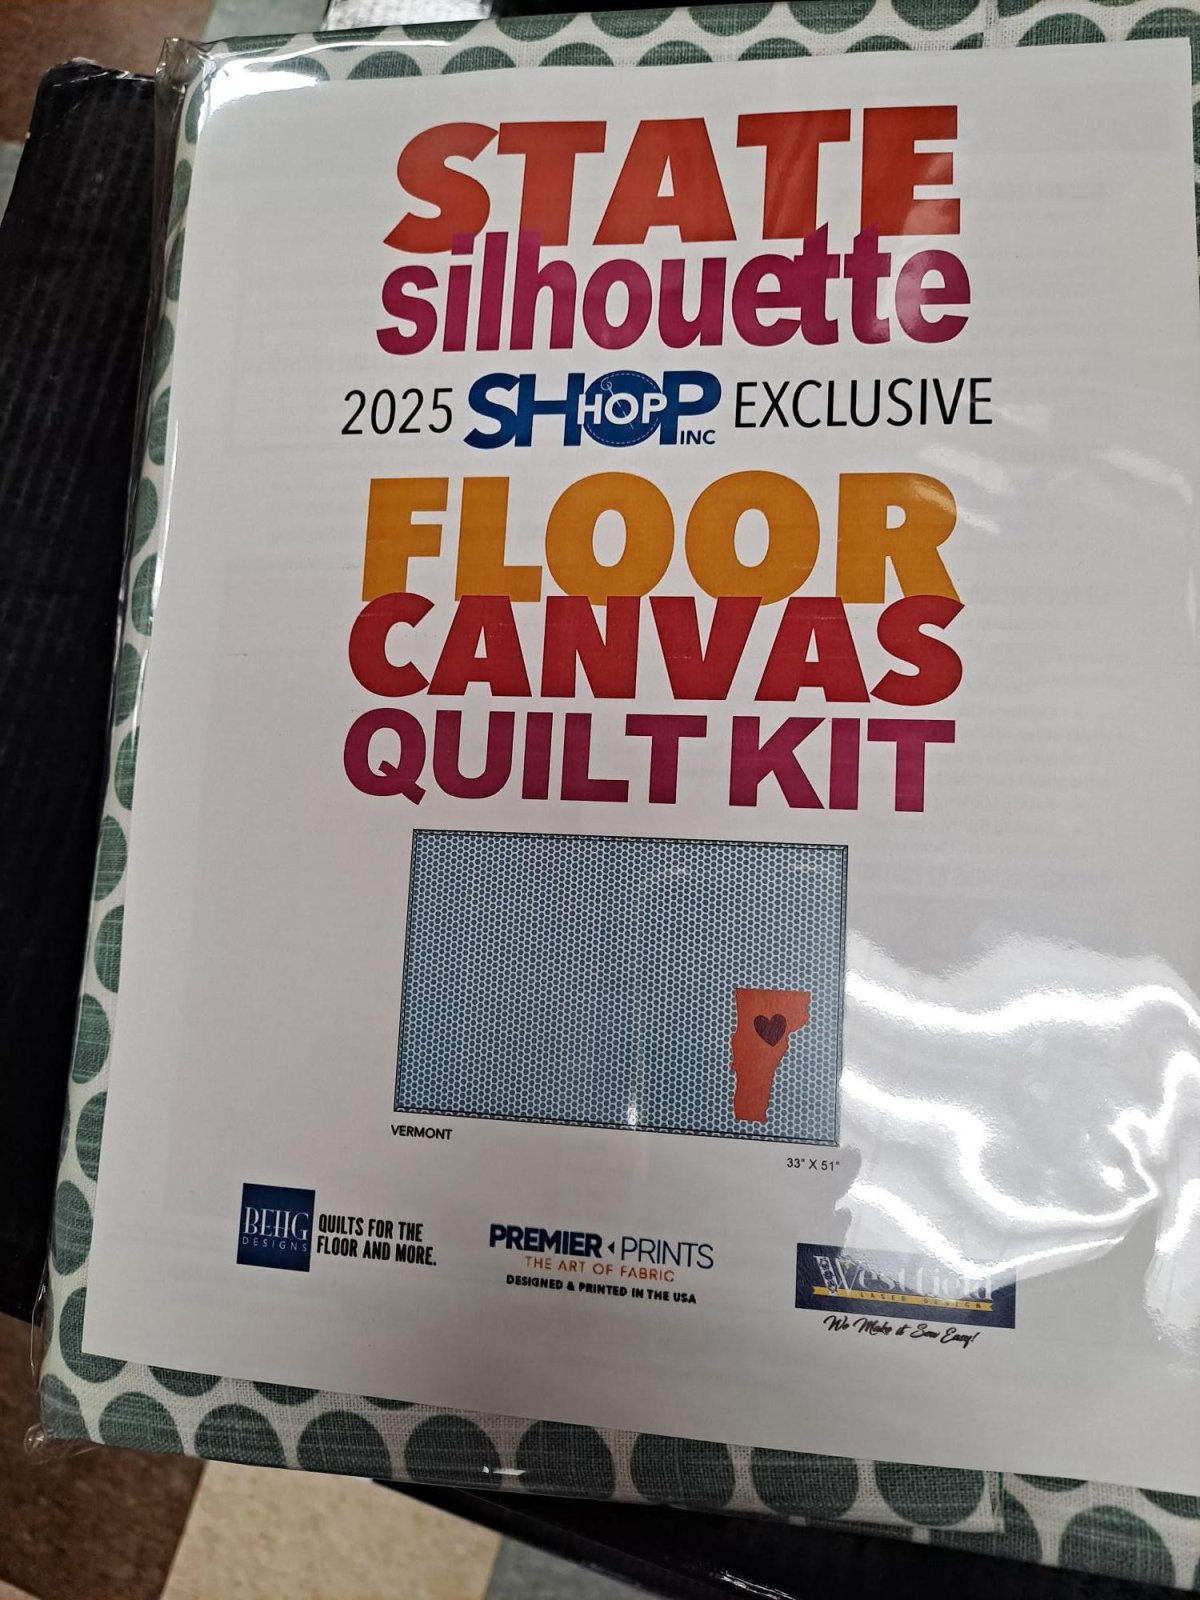 STATE
silhouette
2025 SHOP HOP INC EXCLUSIVE
FLOOR
CANVAS
QUILT KIT
VERMONT
33" X 51"
BEHG
DESIGNS
QUILTS FOR THE
FLOOR AND MORE.
PREMIER PRINTS
THE ART OF FABRIC
DESIGNED & PRINTED IN THE USA
Westfield
LASER DESIGN
We Make it Sew Easy!